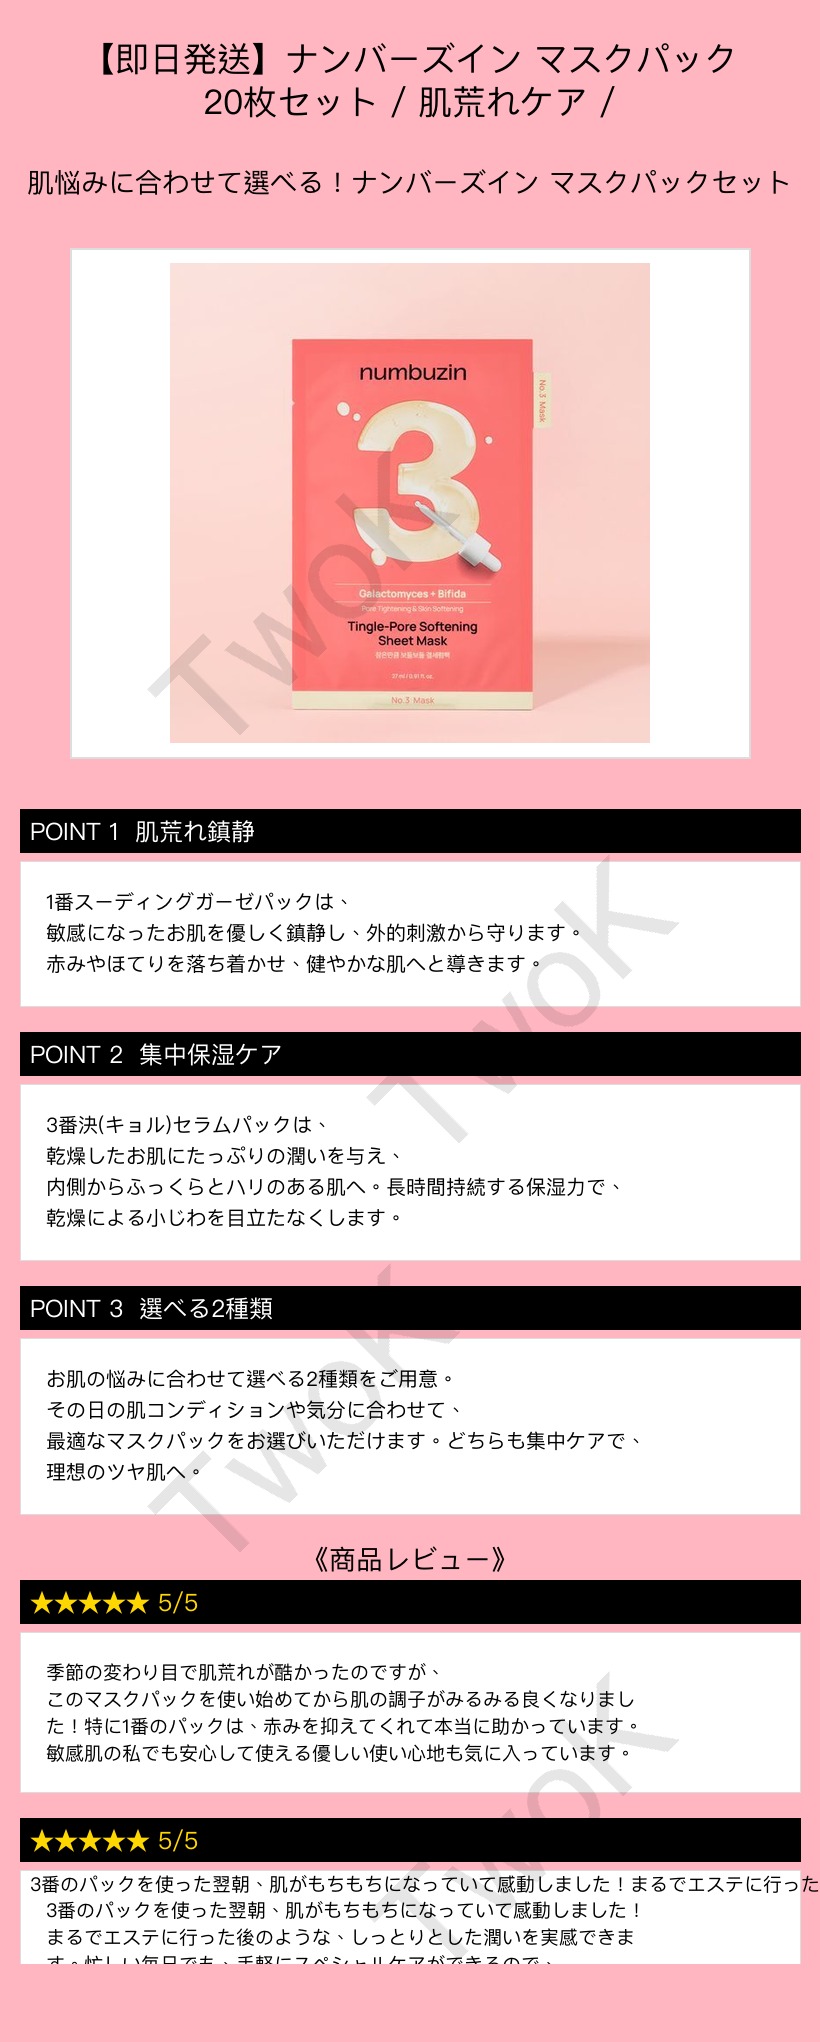 【即日発送】ナンバーズイン マスクパック
20枚セット / 肌荒れケア /
肌悩みに合わせて選べる！ナンバーズイン マスクパックセット
numbuzin
No.3 Mask
3
Galactomyces + Bifida
Pore Tightening & Skin Softening
Tingle-Pore Softening
Sheet Mask
27 ml / 0.91 fl. oz.
No.3 Mask
TwoK
POINT 1 肌荒れ鎮静
1番スーディングガーゼパックは、
敏感になったお肌を優しく鎮静し、外的刺激から守ります。
赤みやほてりを落ち着かせ、健やかな肌へと導きます。
TwoK
POINT 2 集中保湿ケア
3番決(キョル)セラムパックは、
乾燥したお肌にたっぷりの潤いを与え、
内側からふっくらとハリのある肌へ。長時間持続する保湿力で、
乾燥による小じわを目立たなくします。
POINT 3 選べる2種類
お肌の悩みに合わせて選べる2種類をご用意。
その日の肌コンディションや気分に合わせて、
最適なマスクパックをお選びいただけます。どちらも集中ケアで、
理想のツヤ肌へ。
TwoK
《商品レビュー》
★★★★★ 5/5
季節の変わり目で肌荒れが酷かったのですが、
このマスクパックを使い始めてから肌の調子がみるみる良くなりまし
た！特に1番のパックは、赤みを抑えてくれて本当に助かっています。
敏感肌の私でも安心して使える優しい使い心地も気に入っています。
★★★★★ 5/5
3番のパックを使った翌朝、肌がもちもちになっていて感動しました！まるでエステに行った
3番のパックを使った翌朝、肌がもちもちになっていて感動しました！
まるでエステに行った後のような、しっとりとした潤いを実感できま
す。忙しい毎日でも、手軽にスペシャルケアができるので、
TwoK